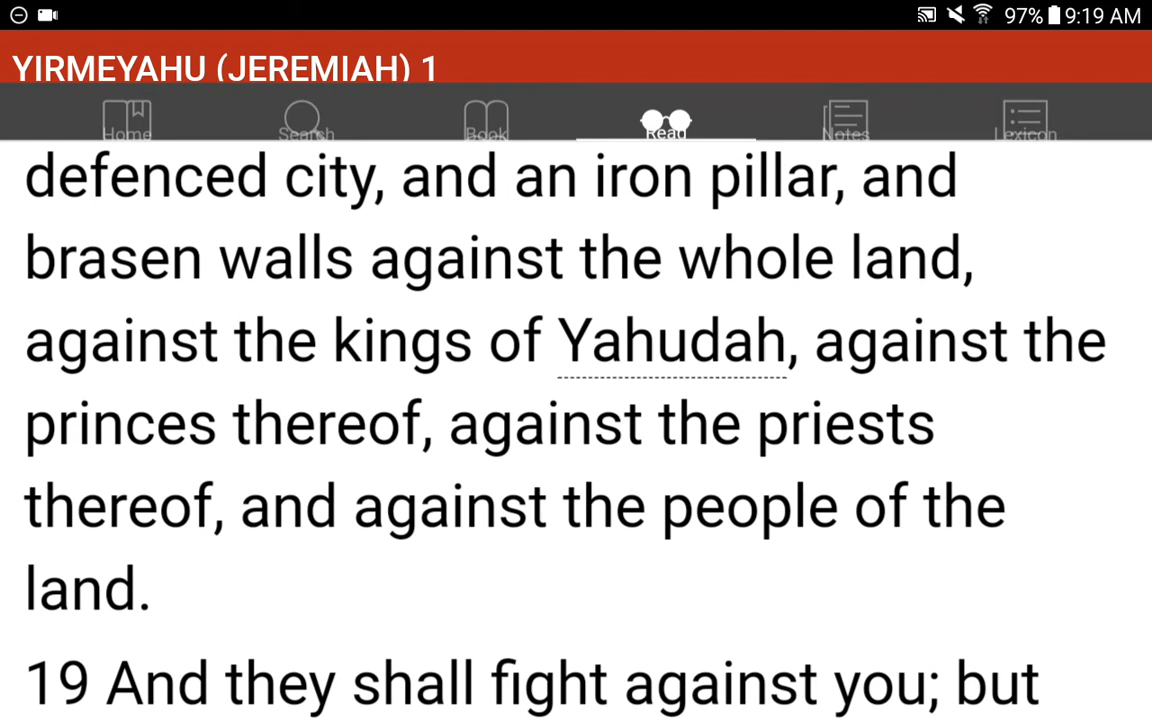 97% 9:19 AM
YIRMEYAHU (JEREMIAH) 1
Home Search Book Read Notes Lexicon
defenced city, and an iron pillar, and
brasen walls against the whole land,
against the kings of Yahudah, against the
princes thereof, against the priests
thereof, and against the people of the
land.
19 And they shall fight against you; but